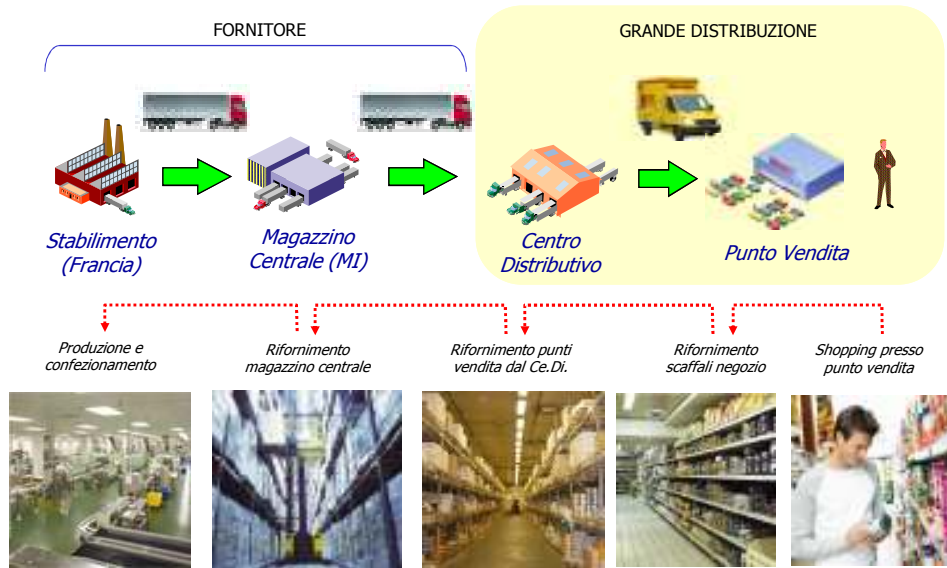 FORNITORE
GRANDE DISTRIBUZIONE
Stabilimento
(Francia)
Magazzino
Centrale (MI)
Centro
Distributivo
Punto Vendita
Produzione e
confezionamento
Rifornimento
magazzino centrale
Rifornimento punti
vendita dal Ce.Di.
Rifornimento
scaffali negozio
Shopping presso
punto vendita